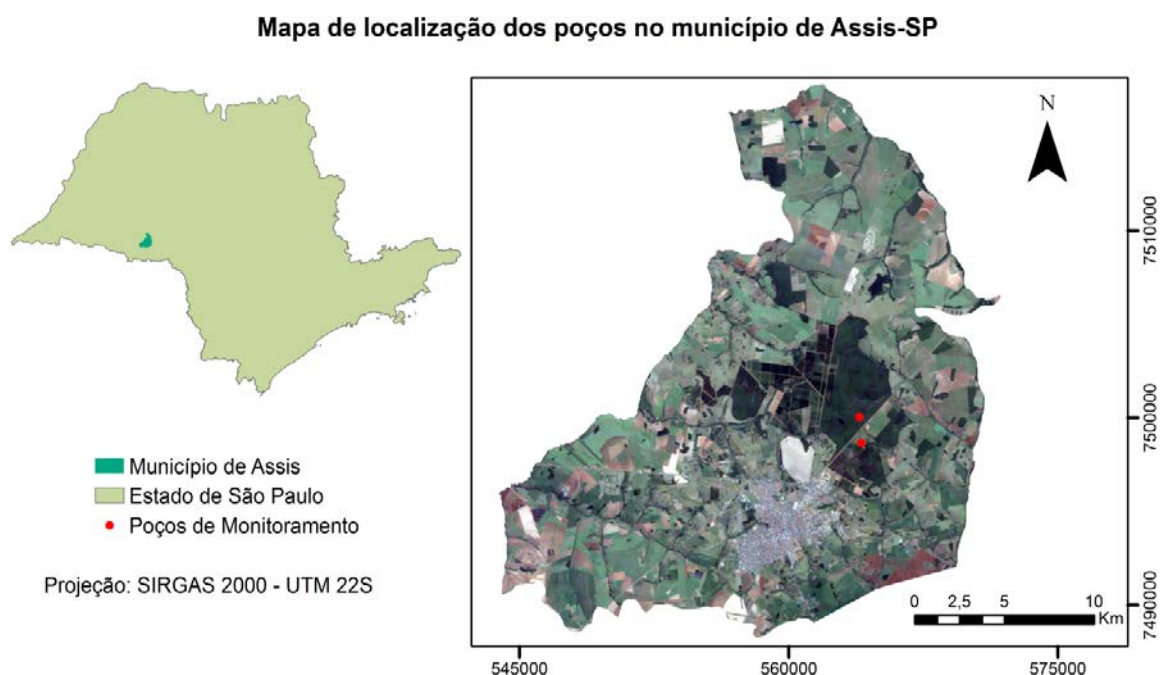 Mapa de localização dos poços no município de Assis-SP
N
7510000
7500000
7490000
Município de Assis
Estado de São Paulo
Poços de Monitoramento
Projeção: SIRGAS 2000 - UTM 22S
0 2,5 5 10
Km
545000 560000 575000